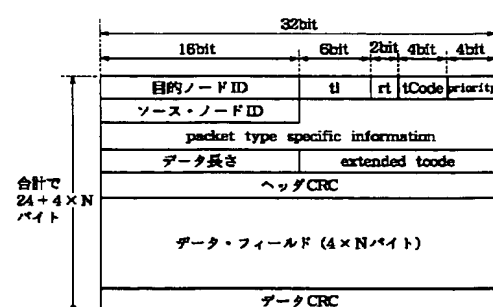 32bit
16bit 6bit 2bit 4bit 4bit
目的ノードID tl rt tCode priority
ソース・ノードID
packet type specific information
データ長さ extended tcode
ヘッダCRC
合計で
24+4×N
バイト
データ・フィールド (4×Nバイト)
データCRC